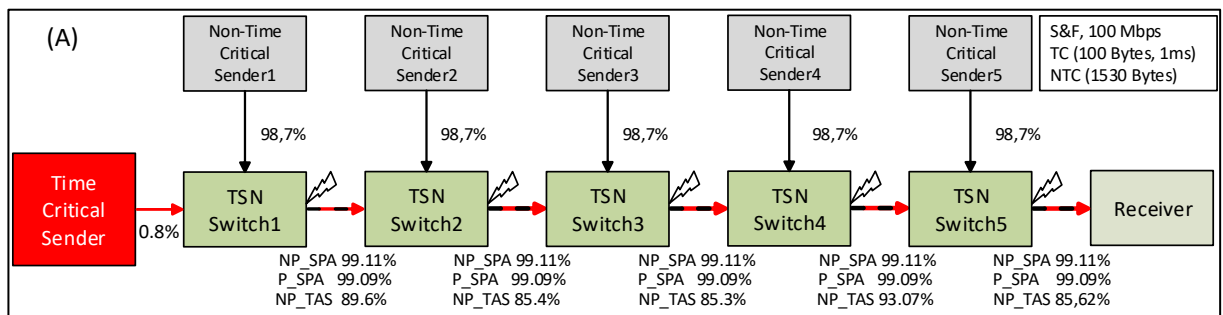 (A)
Non-Time
Critical
Sender1
Non-Time
Critical
Sender2
Non-Time
Critical
Sender3
Non-Time
Critical
Sender4
Non-Time
Critical
Sender5
S&F, 100 Mbps
TC (100 Bytes, 1ms)
NTC (1530 Bytes)
98,7%
98,7%
98,7%
98,7%
98,7%
Time
Critical
Sender
0.8%
TSN
Switch1
TSN
Switch2
TSN
Switch3
TSN
Switch4
TSN
Switch5
Receiver
NP_SPA 99.11%
P_SPA 99.09%
NP_TAS 89.6%
NP_SPA 99.11%
P_SPA 99.09%
NP_TAS 85.4%
NP_SPA 99.11%
P_SPA 99.09%
NP_TAS 85.3%
NP_SPA 99.11%
P_SPA 99.09%
NP_TAS 93.07%
NP_SPA 99.11%
P_SPA 99.09%
NP_TAS 85,62%